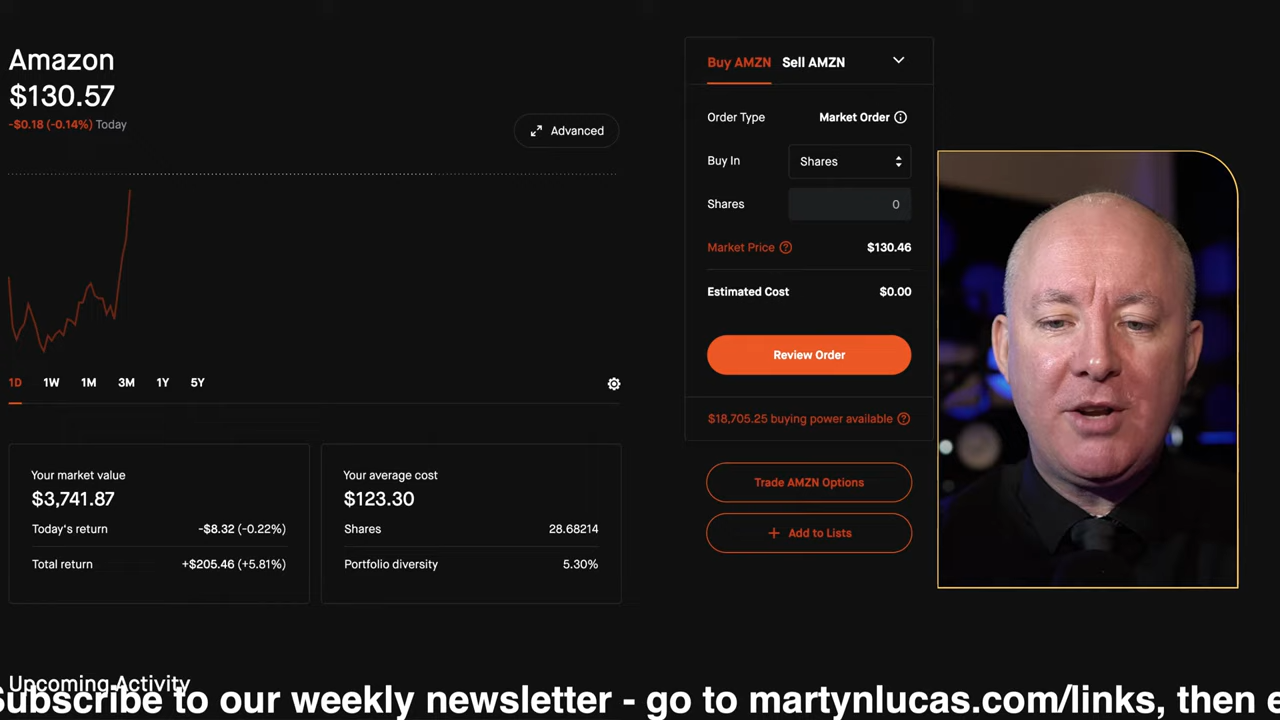 Amazon
$130.57
-$0.18 (-0.14%) Today
Advanced
1D 1W 1M 3M 1Y 5Y
Your market value
$3,741.87
Today's return -$8.32 (-0.22%)
Total return +$205.46 (+5.81%)
Your average cost
$123.30
Shares 28.68214
Portfolio diversity 5.30%
Buy AMZN Sell AMZN
Order Type Market Order
Buy In Shares
Shares 0
Market Price $130.46
Estimated Cost $0.00
Review Order
$18,705.25 buying power available
Trade AMZN Options
+ Add to Lists
Upcoming Activity
Subscribe to our weekly newsletter - go to martynlucas.com/links, then e